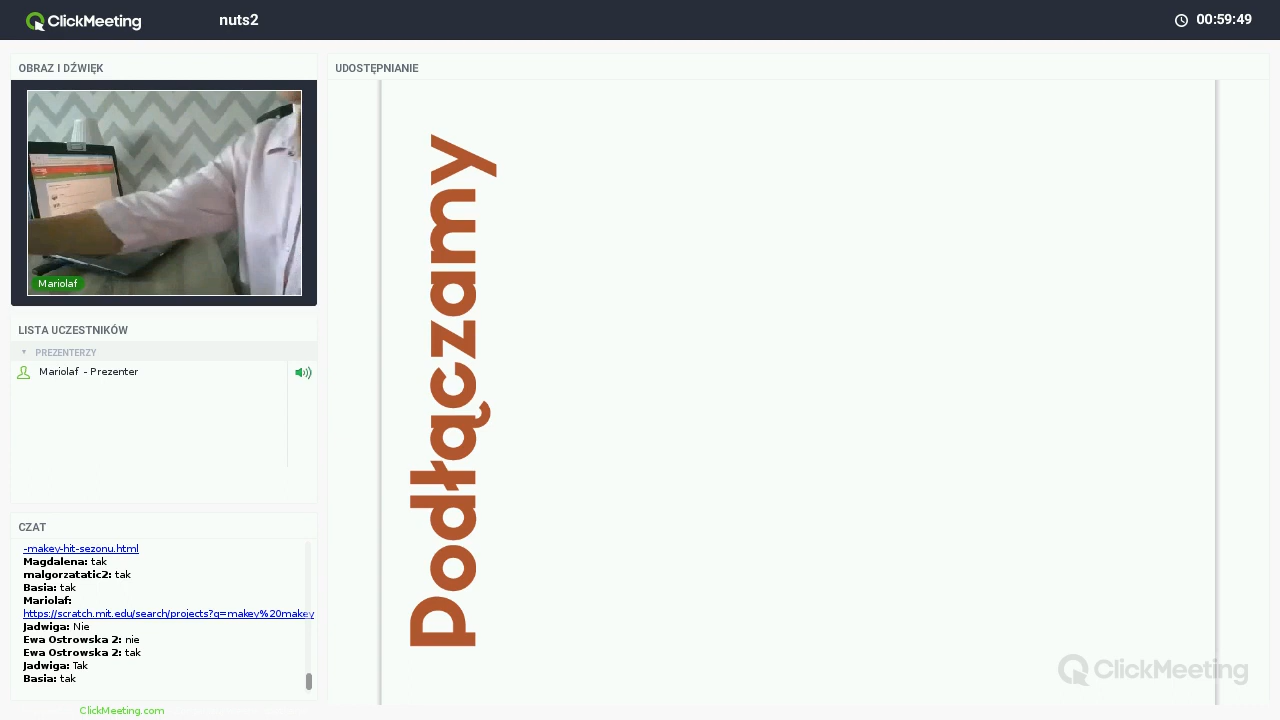 ClickMeeting
nuts2
00:59:49
OBRAZ I DŹWIĘK
Mariolaf
LISTA UCZESTNIKÓW
PREZENTERZY
Mariolaf - Prezenter
CZAT
-makey-hit-sezonu.html
Magdalena: tak
malgorzatatic2: tak
Basia: tak
Mariolaf:
https://scratch.mit.edu/search/projects?q=makey%20makey
Jadwiga: Nie
Ewa Ostrowska 2: nie
Ewa Ostrowska 2: tak
Jadwiga: Tak
Basia: tak
ClickMeeting.com
UDOSTĘPNIANIE
Podłączamy
ClickMeeting